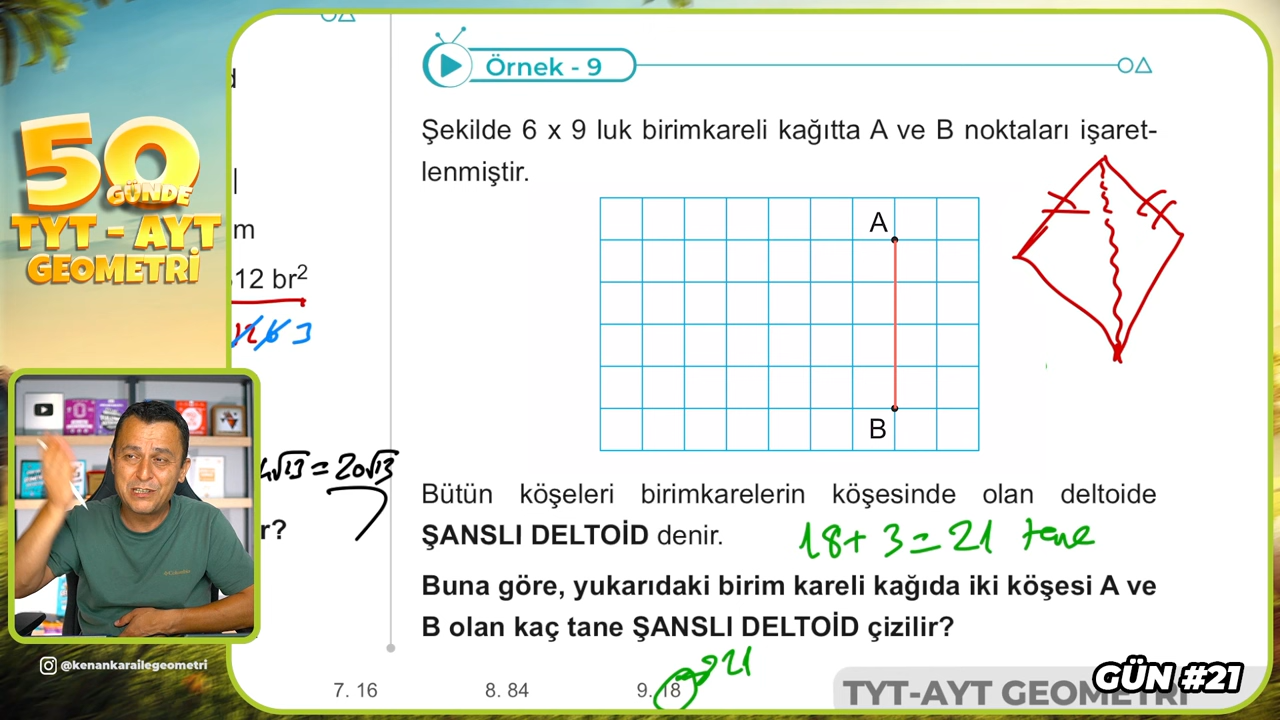 50
GÜNDE
TYT - AYT
GEOMETRİ
m
12 br²
3
= 20√13
r?
@kenankarailegeometri
Örnek - 9
Şekilde 6 x 9 luk birimkareli kağıtta A ve B noktaları işaret-
lenmiştir.
A
B
Bütün köşeleri birimkarelerin köşesinde olan deltoide
ŞANSLI DELTOİD denir.
18 + 3 = 21 tane
Buna göre, yukarıdaki birim kareli kağıda iki köşesi A ve
B olan kaç tane ŞANSLI DELTOİD çizilir?
21
7. 16 8. 84 9. 18
TYT-AYT GEOMETRİ
GÜN #21